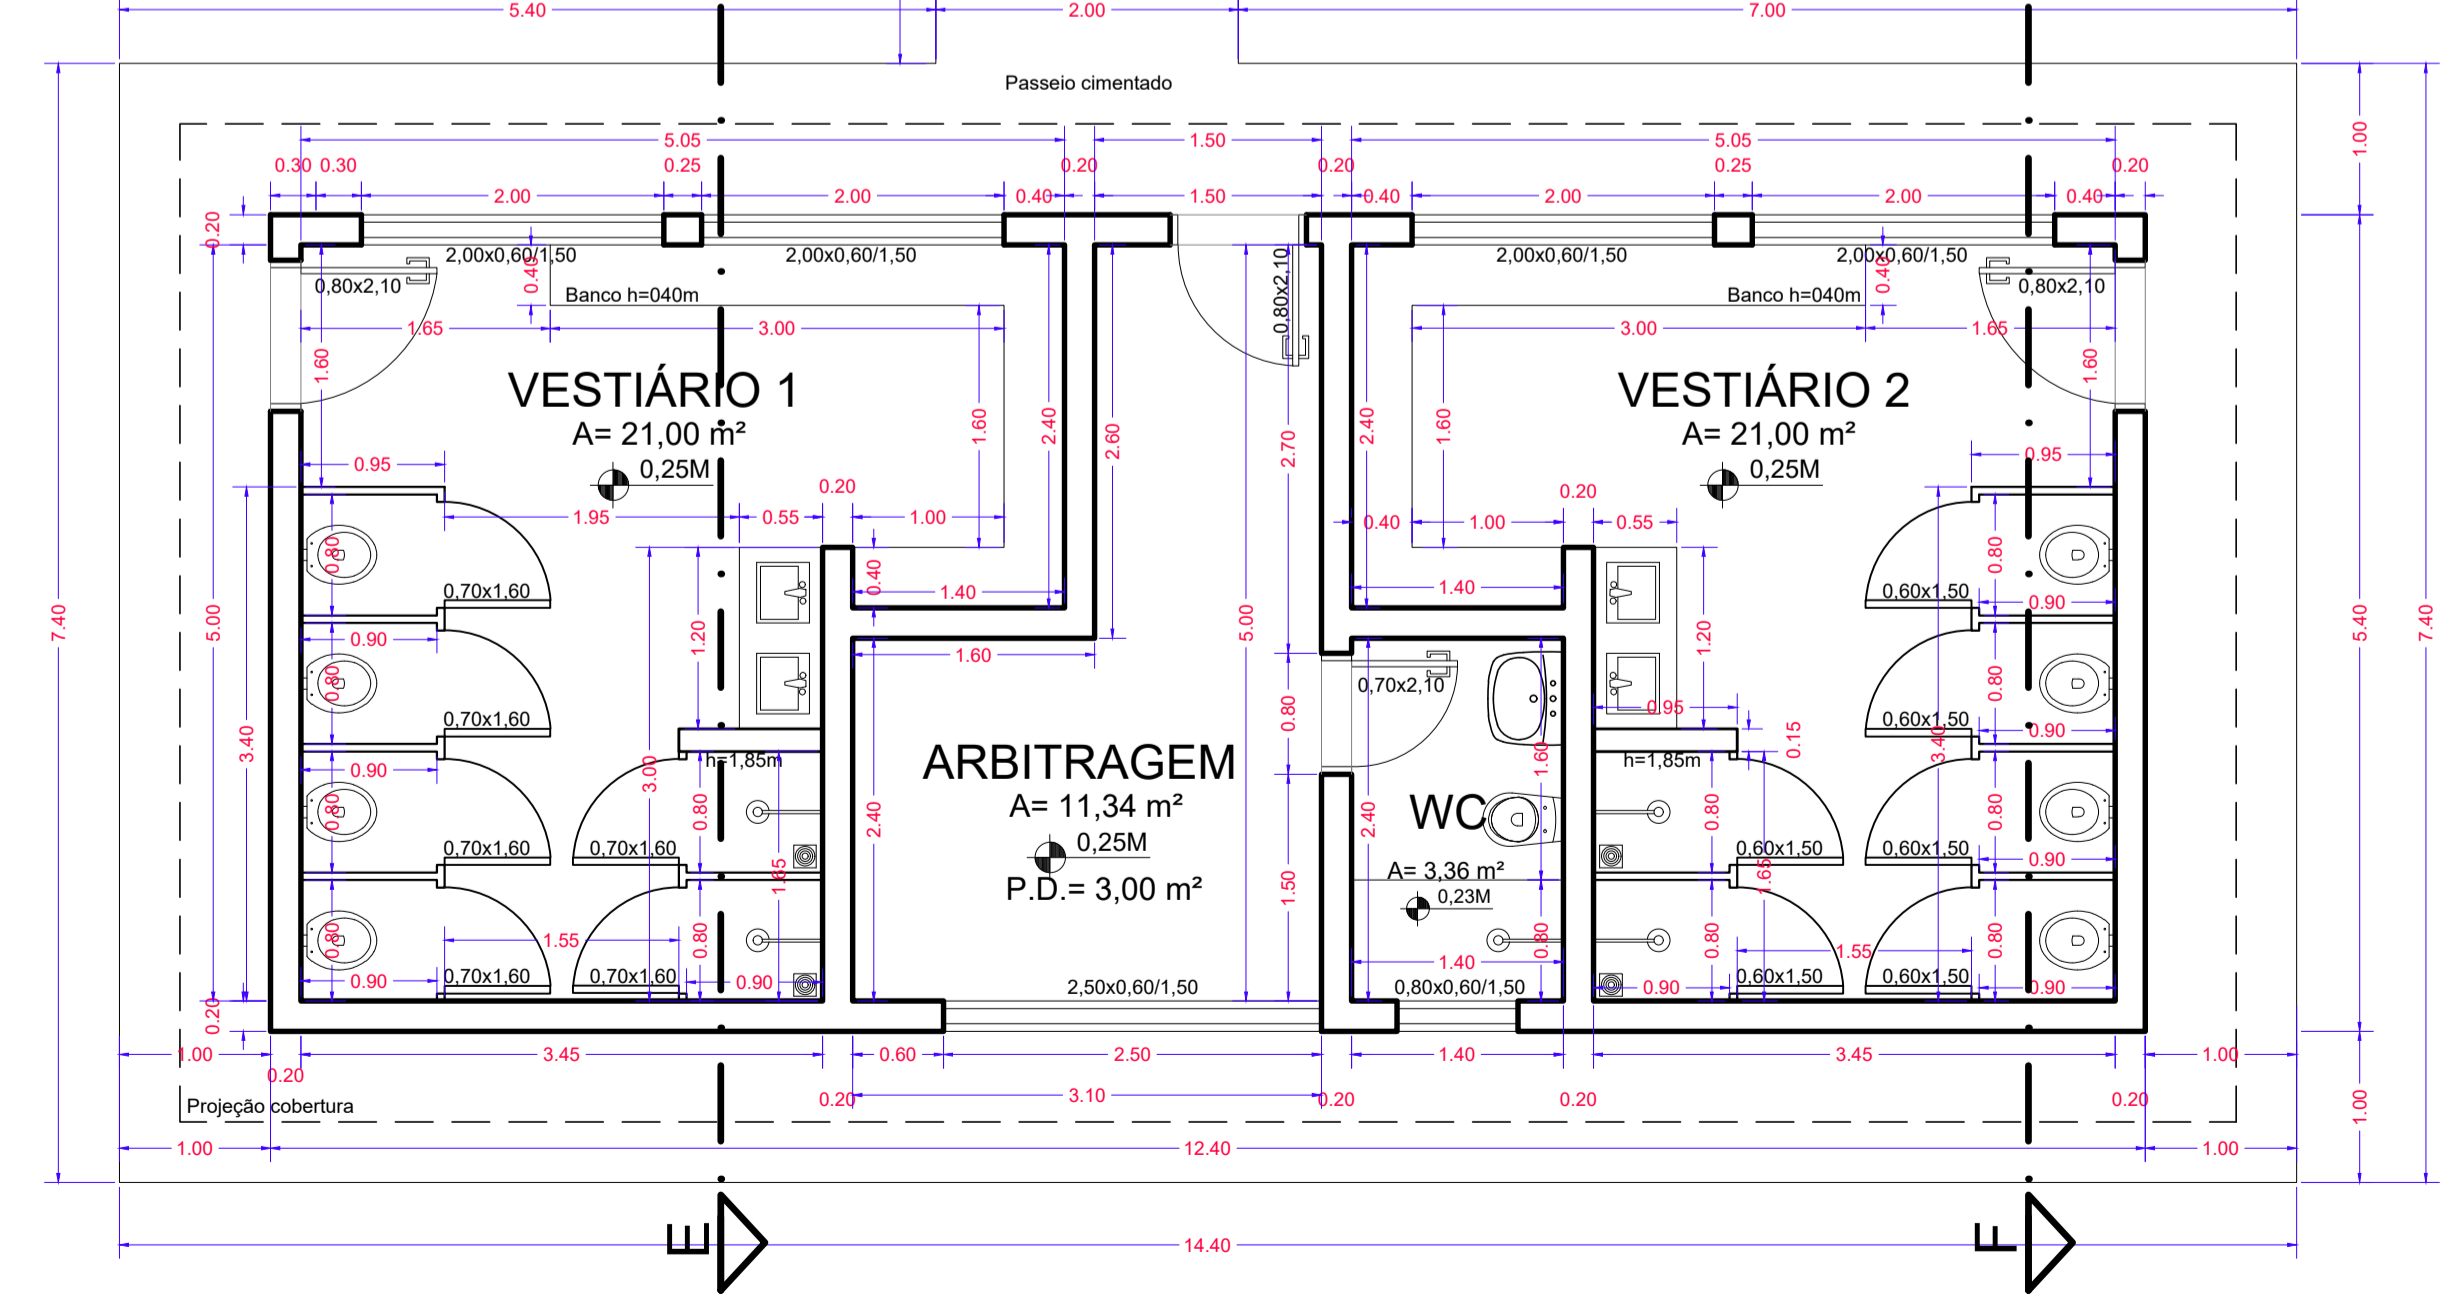 5.40 2.00 7.00
Passeio cimentado
5.05 1.50 5.05 1.00
0.30 0.30 0.25 0.20 0.20 0.25 0.20
2.00 2.00 0.40 1.50 0.40 2.00 2.00 0.40
0.20
2,00x0,60/1,50 2,00x0,60/1,50 2,00x0,60/1,50 2,00x0,60/1,50
0.40 0,80x2,10 0.40
0,80x2,10 Banco h=040m Banco h=040m 0,80x2,10
1.65 3.00 3.00 1.65
1.60 1.60
VESTIÁRIO 1 VESTIÁRIO 2
A= 21,00 m² A= 21,00 m²
1.60 2.40 2.60 2.70 2.40 1.60
0.95 0,25M 0,25M 0.95
0.20 0.20
1.95 0.55 1.00 0.40 1.00 0.55
0.80 0.80
0,70x1,60 0.40 1.40 1.40 0,60x1,50
0.90
7.40 5.00 5.00 5.40 7.40
0.90 1.20 1.60 1.20
0.80 0,70x2,10 0.80
0,70x1,60 0.80 0.95 0,60x1,50
0.90
3.40 3.00 h=1,85m 1.60 h=1,85m 0.15 3.40
0.90
ARBITRAGEM
A= 11,34 m² WC
0.80 0.80 2.40 2.40 0.80 0.80
0,70x1,60 0,70x1,60 0,25M 0,60x1,50 0,60x1,50
0.90
1.65 A= 3,36 m² 1.65
P.D.= 3,00 m² 1.50 0,23M
0.80 1.55 0.80 0.80 0.80 1.55 0.80
1.40
0,70x1,60 0,70x1,60 0,60x1,50 0,60x1,50
0.90 0.90 2,50x0,60/1,50 0,80x0,60/1,50 0.90 0.90
0.20
1.00 3.45 0.60 2.50 1.40 3.45 1.00
0.20
0.20 3.10 0.20 0.20 0.20 1.00
Projeção cobertura
1.00 12.40 1.00
E F
14.40